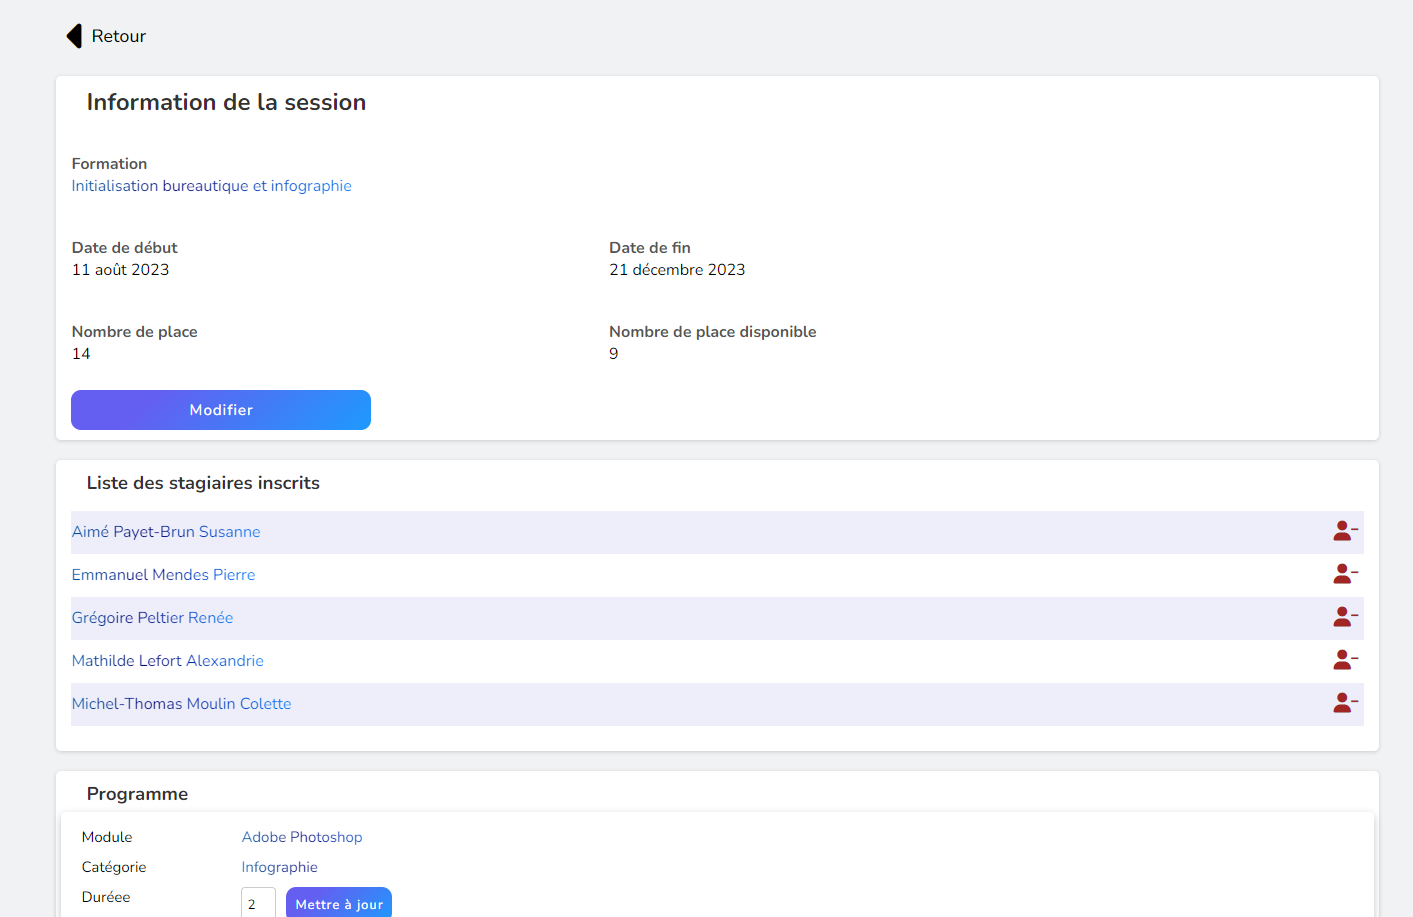 Retour
Information de la session
Formation
Initialisation bureautique et infographie
Date de début
Date de fin
11 août 2023
21 décembre 2023
Nombre de place
Nombre de place disponible
14
9
Modifier
Liste des stagiaires inscrits
Aimé Payet-Brun Susanne
Emmanuel Mendes Pierre
Grégoire Peltier Renée
Mathilde Lefort Alexandrie
Michel-Thomas Moulin Colette
Programme
Module Adobe Photoshop
Catégorie Infographie
Duréee 2 Mettre à jour